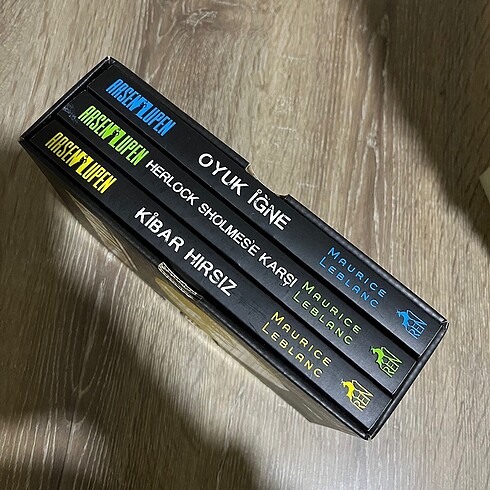 ARSEN LÜPEN
OYUK İĞNE
MAURICE
LEBLANC
REN
ARSEN LÜPEN
HERLOCK SHOLMES'E KARŞI
MAURICE
LEBLANC
REN
ARSEN LÜPEN
KİBAR HIRSIZ
MAURICE
LEBLANC
REN